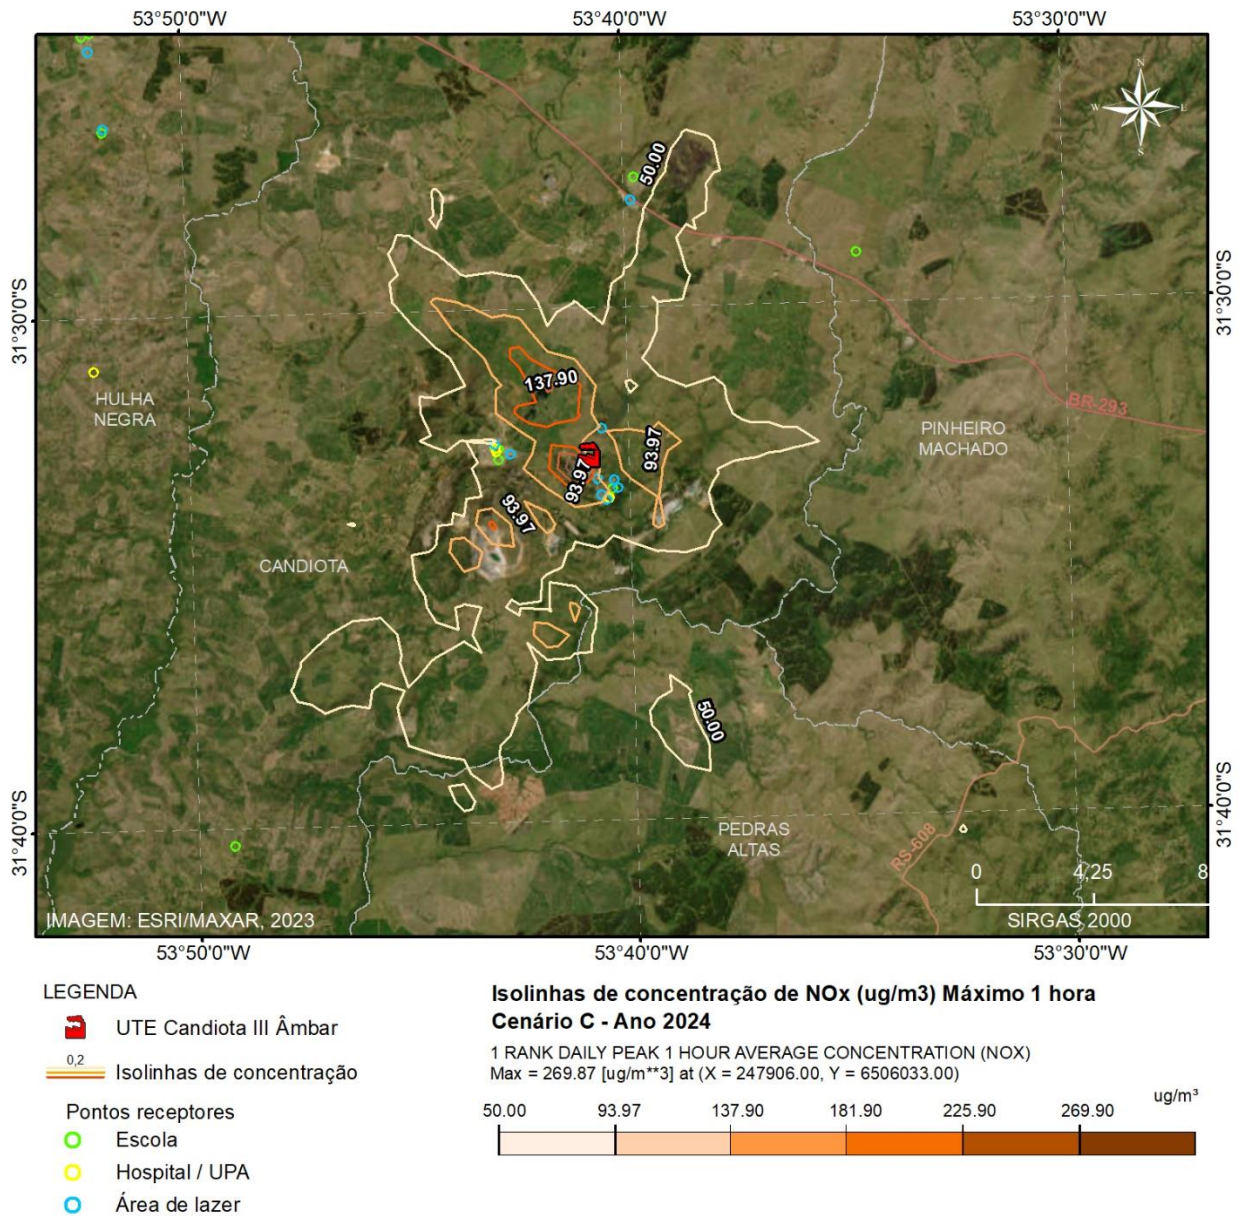 53°50'0"W
53°40'0"W
53°30'0"W
N
W
E
S
50.00
31°30'0"S
31°30'0"S
137.90
HULHA
NEGRA
BR-293
PINHEIRO
MACHADO
93.97
93.97
93.97
CANDIOTA
50.00
31°40'0"S
31°40'0"S
PEDRAS
ALTAS
RS-608
0
4,25
8
IMAGEM: ESRI/MAXAR, 2023
SIRGAS 2000
53°50'0"W
53°40'0"W
53°30'0"W
LEGENDA
UTE Candiota III Âmbar
0,2
Isolinhas de concentração
Pontos receptores
Escola
Hospital / UPA
Área de lazer
Isolinhas de concentração de NOx (ug/m3) Máximo 1 hora
Cenário C - Ano 2024
1 RANK DAILY PEAK 1 HOUR AVERAGE CONCENTRATION (NOX)
Max = 269.87 [ug/m**3] at (X = 247906.00, Y = 6506033.00)
ug/m³
50.00 93.97 137.90 181.90 225.90 269.90